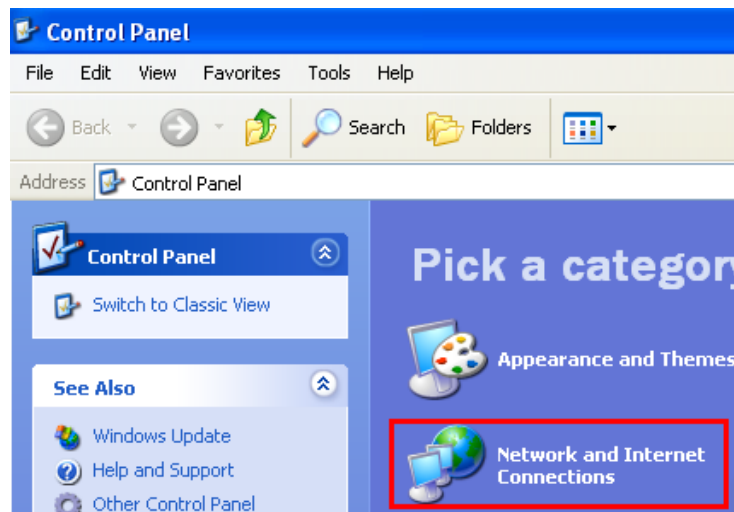 Control Panel
File Edit View Favorites Tools Help
Back Search Folders
Address Control Panel
Control Panel
Switch to Classic View
See Also
Windows Update
Help and Support
Other Control Panel
Pick a category
Appearance and Themes
Network and Internet
Connections